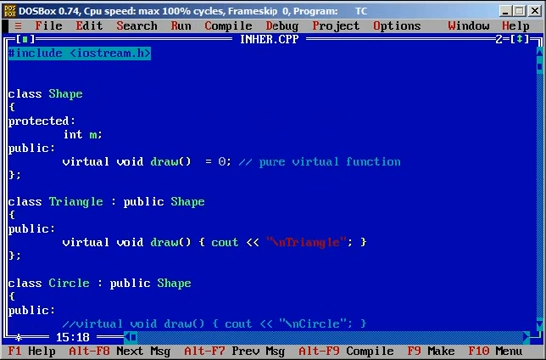 DOSBox 0.74, Cpu speed: max 100% cycles, Frameskip 0, Program: TC
≡ File Edit Search Run Compile Debug Project Options Window Help
[■] INHER.CPP 2=[↕]
#include <iostream.h>
class Shape
{
protected:
int m;
public:
virtual void draw() = 0; // pure virtual function
};
class Triangle : public Shape
{
public:
virtual void draw() { cout << "\nTriangle"; }
};
class Circle : public Shape
{
public:
//virtual void draw() { cout << "\nCircle"; }
15:18
F1 Help Alt-F8 Next Msg Alt-F7 Prev Msg Alt-F9 Compile F9 Make F10 Menu